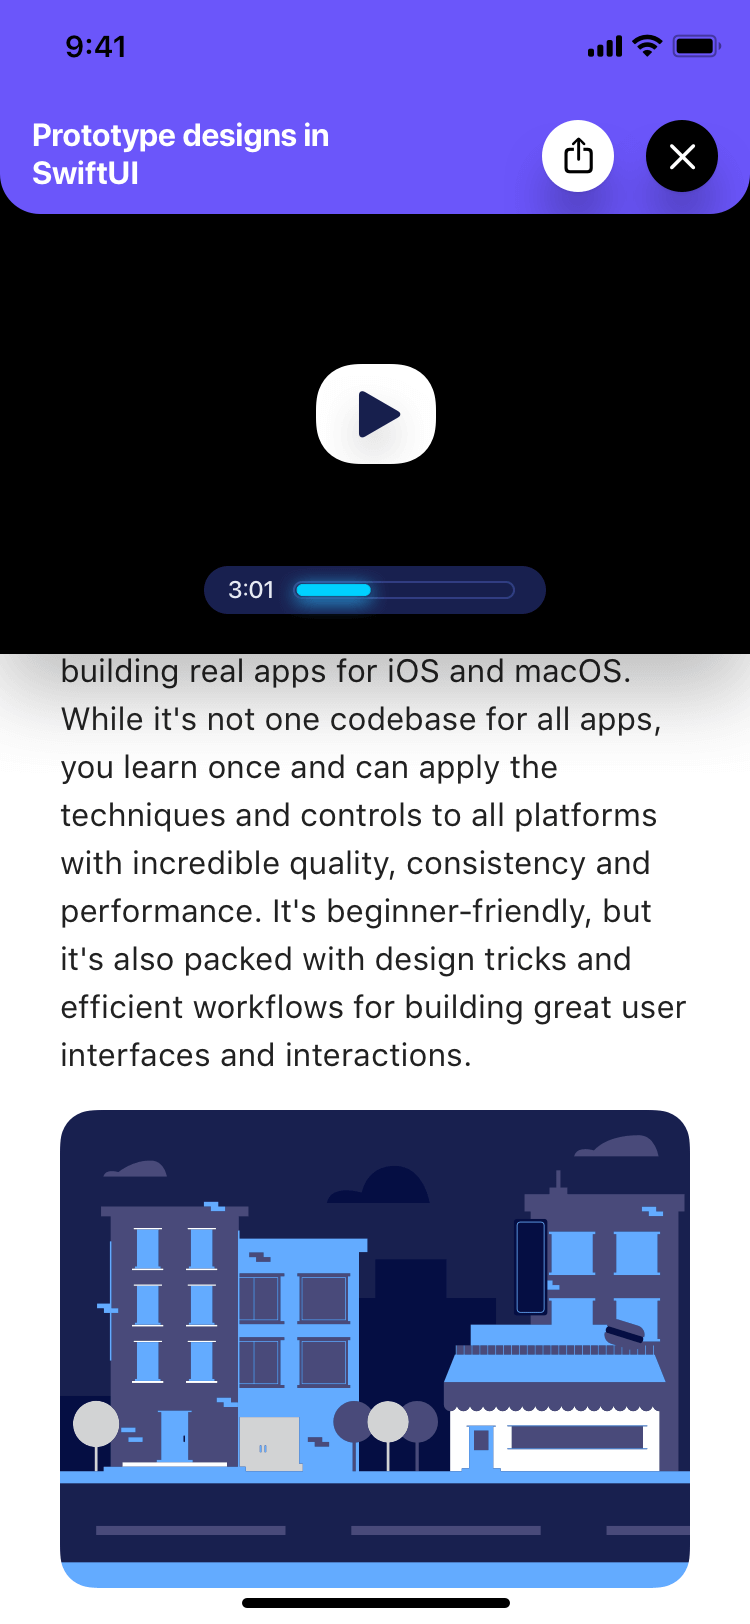 9:41
Prototype designs in
SwiftUI
3:01
building real apps for iOS and macOS.
While it's not one codebase for all apps,
you learn once and can apply the
techniques and controls to all platforms
with incredible quality, consistency and
performance. It's beginner-friendly, but
it's also packed with design tricks and
efficient workflows for building great user
interfaces and interactions.